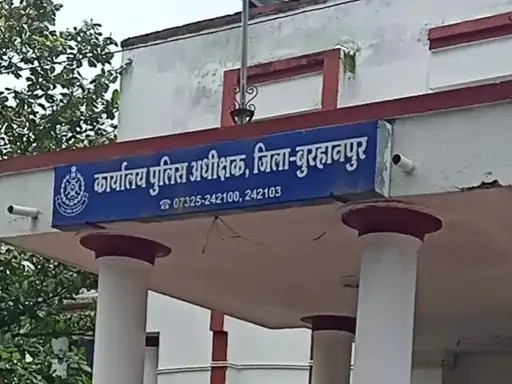 कार्यालय पुलिस अधीक्षक, जिला-बुरहानपुर
☎ 07325-242100, 242103